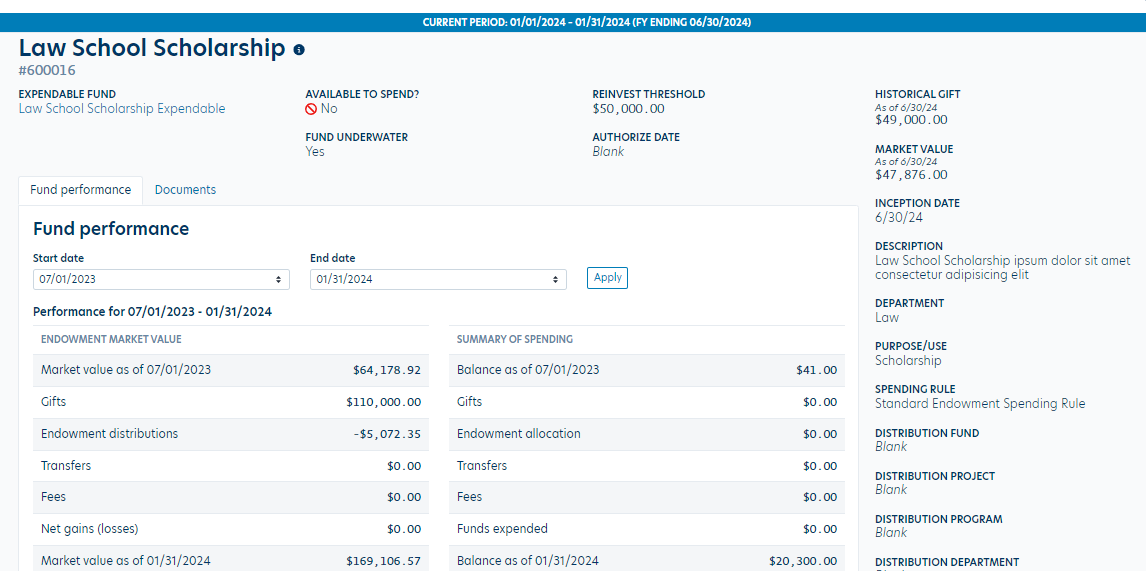 CURRENT PERIOD: 01/01/2024 - 01/31/2024 (FY ENDING 06/30/2024)
Law School Scholarship
#600016
EXPENDABLE FUND
Law School Scholarship Expendable
AVAILABLE TO SPEND?
No
FUND UNDERWATER
Yes
REINVEST THRESHOLD
$50,000.00
AUTHORIZE DATE
Blank
HISTORICAL GIFT
As of 6/30/24
$49,000.00
MARKET VALUE
As of 6/30/24
$47,876.00
INCEPTION DATE
6/30/24
DESCRIPTION
Law School Scholarship ipsum dolor sit amet
consectetur adipisicing elit
DEPARTMENT
Law
PURPOSE/USE
Scholarship
SPENDING RULE
Standard Endowment Spending Rule
DISTRIBUTION FUND
Blank
DISTRIBUTION PROJECT
Blank
DISTRIBUTION PROGRAM
Blank
DISTRIBUTION DEPARTMENT
Fund performance Documents
Fund performance
Start date End date
07/01/2023 01/31/2024 Apply
Performance for 07/01/2023 - 01/31/2024
ENDOWMENT MARKET VALUE
Market value as of 07/01/2023 $64,178.92
Gifts $110,000.00
Endowment distributions -$5,072.35
Transfers $0.00
Fees $0.00
Net gains (losses) $0.00
Market value as of 01/31/2024 $169,106.57
SUMMARY OF SPENDING
Balance as of 07/01/2023 $41.00
Gifts $0.00
Endowment allocation $0.00
Transfers $0.00
Fees $0.00
Funds expended $0.00
Balance as of 01/31/2024 $20,300.00